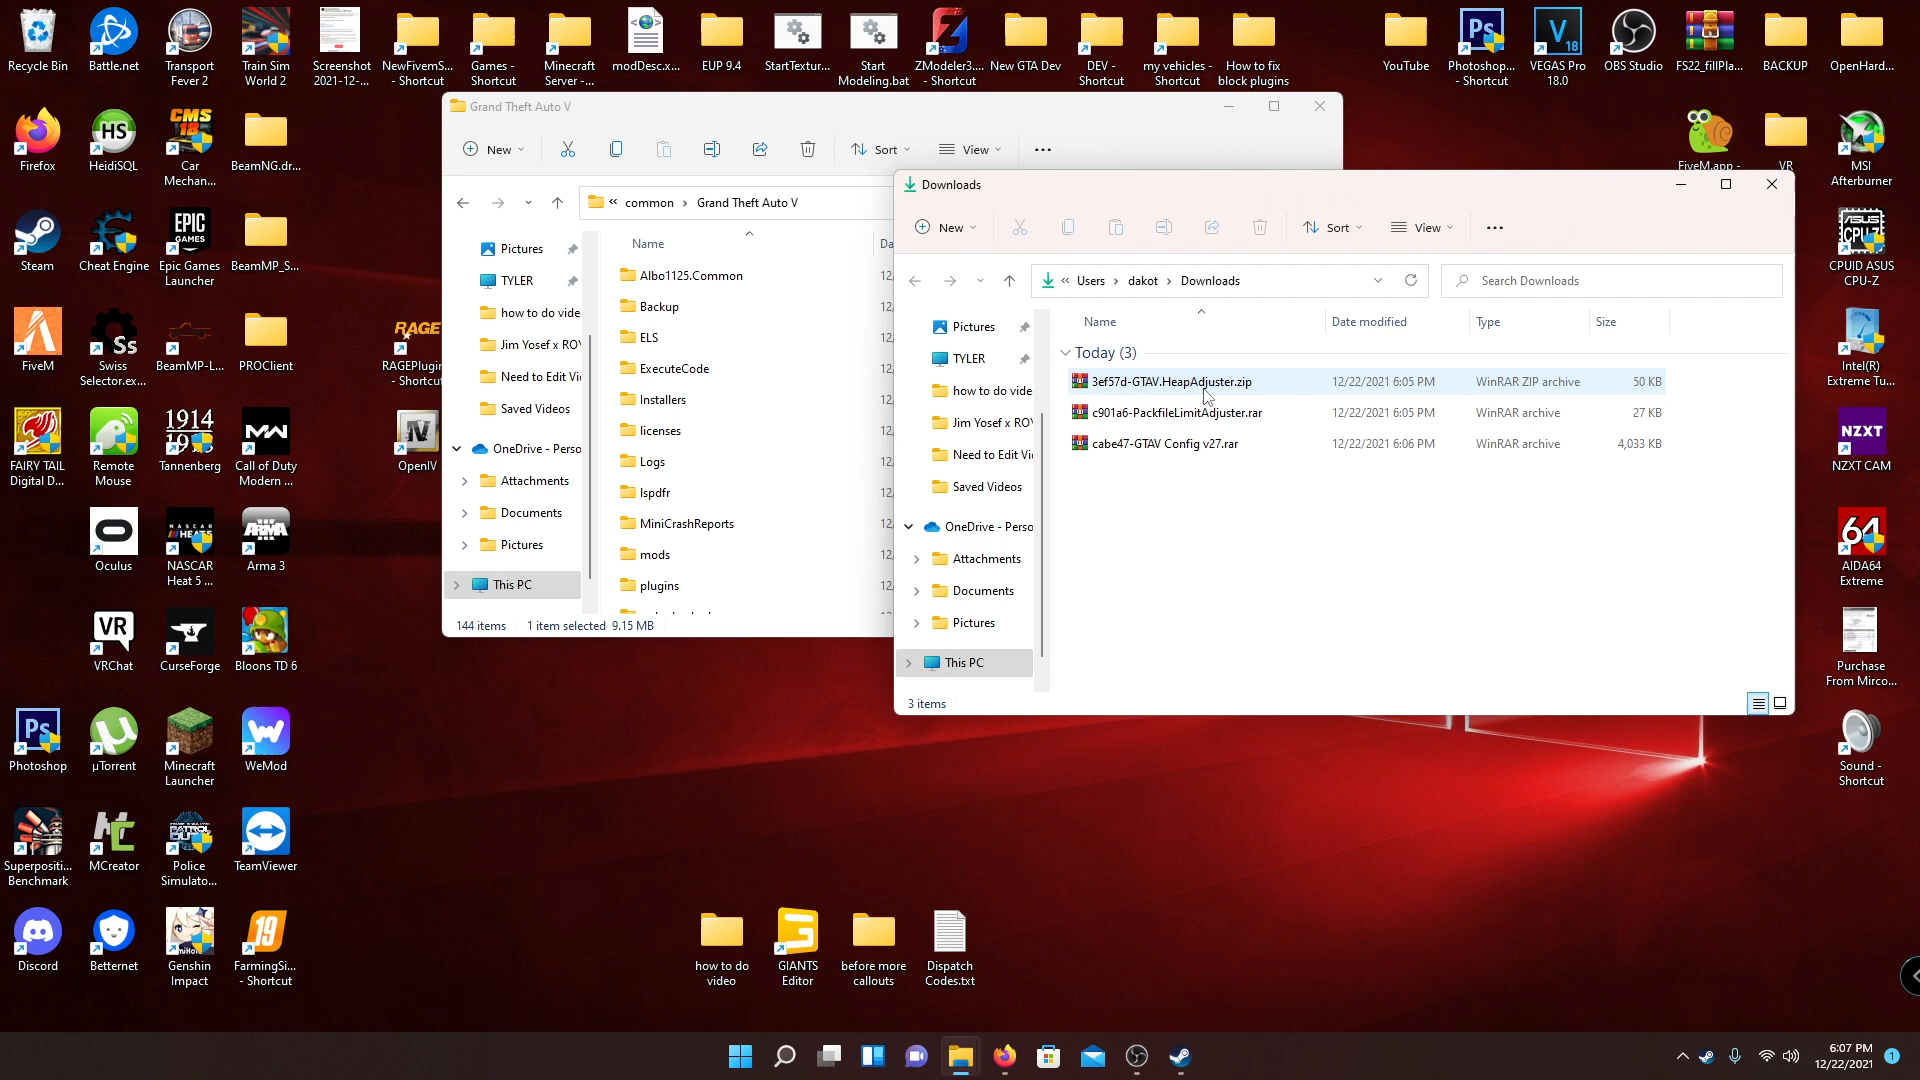 Recycle Bin
Battle.net
Transport
Fever 2
Train Sim
World 2
Screenshot
2021-12-...
NewFivemS...
- Shortcut
Games -
Shortcut
Minecraft
Server -...
modDesc.x...
EUP 9.4
StartTextur...
Start
Modeling.bat
ZModeler3....
- Shortcut
New GTA Dev
DEV -
Shortcut
my vehicles -
Shortcut
How to fix
block plugins
YouTube
Photoshop...
- Shortcut
VEGAS Pro
18.0
OBS Studio
FS22_fillPla...
BACKUP
OpenHard...
Firefox
HeidiSQL
Car
Mechan...
BeamNG.dr...
FiveM.app -
VR
MSI
Afterburner
Steam
Cheat Engine
Epic Games
Launcher
BeamMP_S...
CPUID ASUS
CPU-Z
FiveM
Swiss
Selector.ex...
BeamMP-L...
PROClient
RAGEPlugin
- Shortcut
Intel(R)
Extreme Tu...
FAIRY TAIL
Digital D...
Remote
Mouse
Tannenberg
Call of Duty
Modern ...
OpenIV
NZXT
NZXT CAM
Oculus
NASCAR
Heat 5 ...
Arma 3
64
AIDA64
Extreme
VRChat
CurseForge
Bloons TD 6
Purchase
From Mirco...
Photoshop
µTorrent
Minecraft
Launcher
WeMod
Sound -
Shortcut
Superpositi...
Benchmark
MCreator
Police
Simulato...
TeamViewer
Discord
Betternet
Genshin
Impact
FarmingSi...
- Shortcut
how to do
video
GIANTS
Editor
before more
callouts
Dispatch
Codes.txt
Grand Theft Auto V
New
Sort
View
« common › Grand Theft Auto V
Name
Da
Pictures
TYLER
how to do vide
Jim Yosef x ROY
Need to Edit Vi
Saved Videos
OneDrive - Perso
Attachments
Documents
Pictures
This PC
Albo1125.Common
Backup
ELS
ExecuteCode
Installers
licenses
Logs
lspdfr
MiniCrashReports
mods
plugins
144 items
1 item selected 9.15 MB
Downloads
New
Sort
View
« Users › dakot › Downloads
Search Downloads
Name
Date modified
Type
Size
Pictures
TYLER
how to do vide
Jim Yosef x ROY
Need to Edit Vi
Saved Videos
OneDrive - Perso
Attachments
Documents
Pictures
This PC
Today (3)
3ef57d-GTAV.HeapAdjuster.zip 12/22/2021 6:05 PM WinRAR ZIP archive 50 KB
c901a6-PackfileLimitAdjuster.rar 12/22/2021 6:05 PM WinRAR archive 27 KB
cabe47-GTAV Config v27.rar 12/22/2021 6:06 PM WinRAR archive 4,033 KB
3 items
6:07 PM
12/22/2021
1